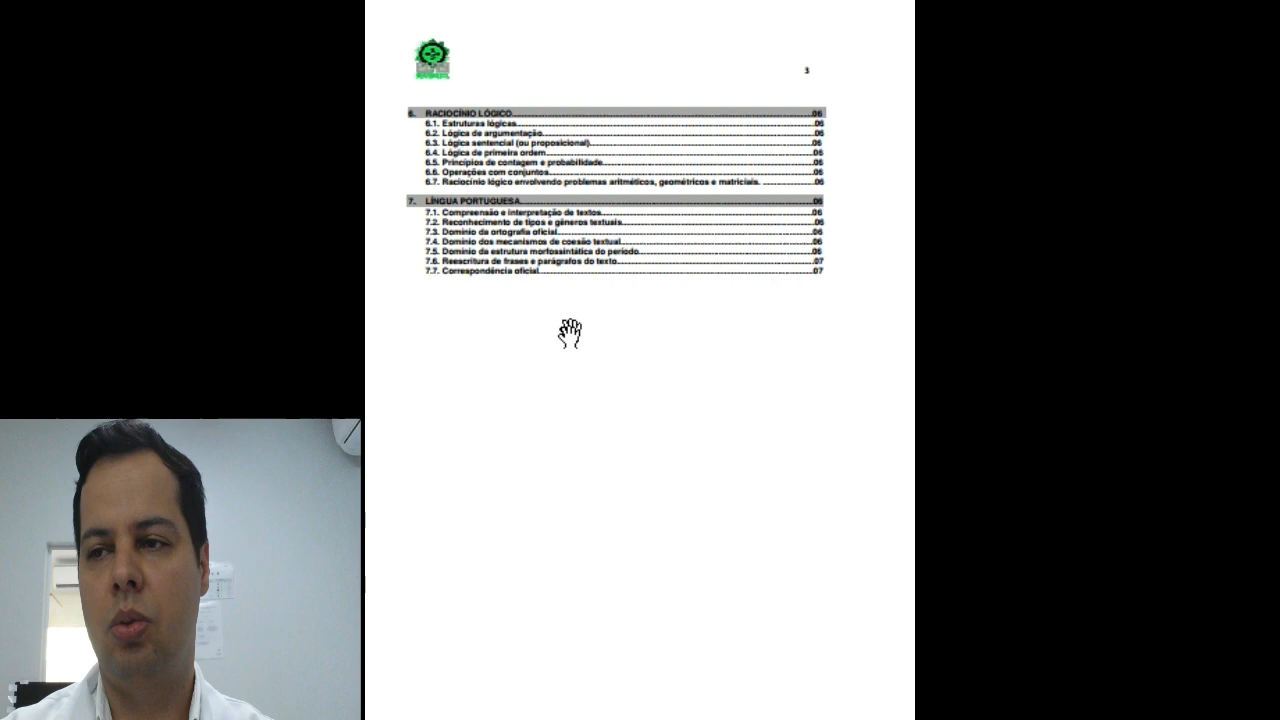 3
6. RACIOCÍNIO LÓGICO 06
6.1. Estruturas lógicas 06
6.2. Lógica de argumentação 06
6.3. Lógica sentencial (ou proposicional) 06
6.4. Lógica de primeira ordem 06
6.5. Princípios de contagem e probabilidade 06
6.6. Operações com conjuntos 06
6.7. Raciocínio lógico envolvendo problemas aritméticos, geométricos e matriciais. 06
7. LÍNGUA PORTUGUESA 06
7.1. Compreensão e interpretação de textos 06
7.2. Reconhecimento de tipos e gêneros textuais 06
7.3. Domínio da ortografia oficial 06
7.4. Domínio dos mecanismos de coesão textual 06
7.5. Domínio da estrutura morfossintática do período 06
7.6. Reescritura de frases e parágrafos do texto 07
7.7. Correspondência oficial 07